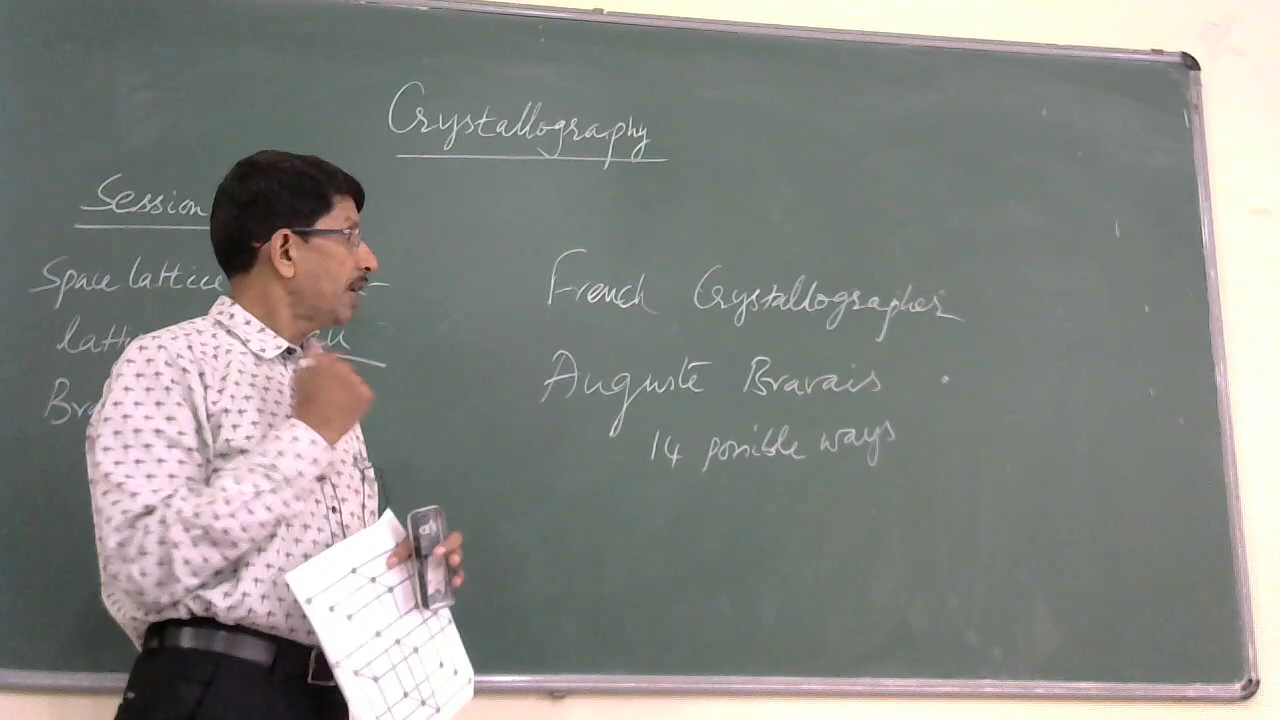 Crystallography
Session
Space lattice
French Crystallographer
Auguste Bravais
14 possible ways